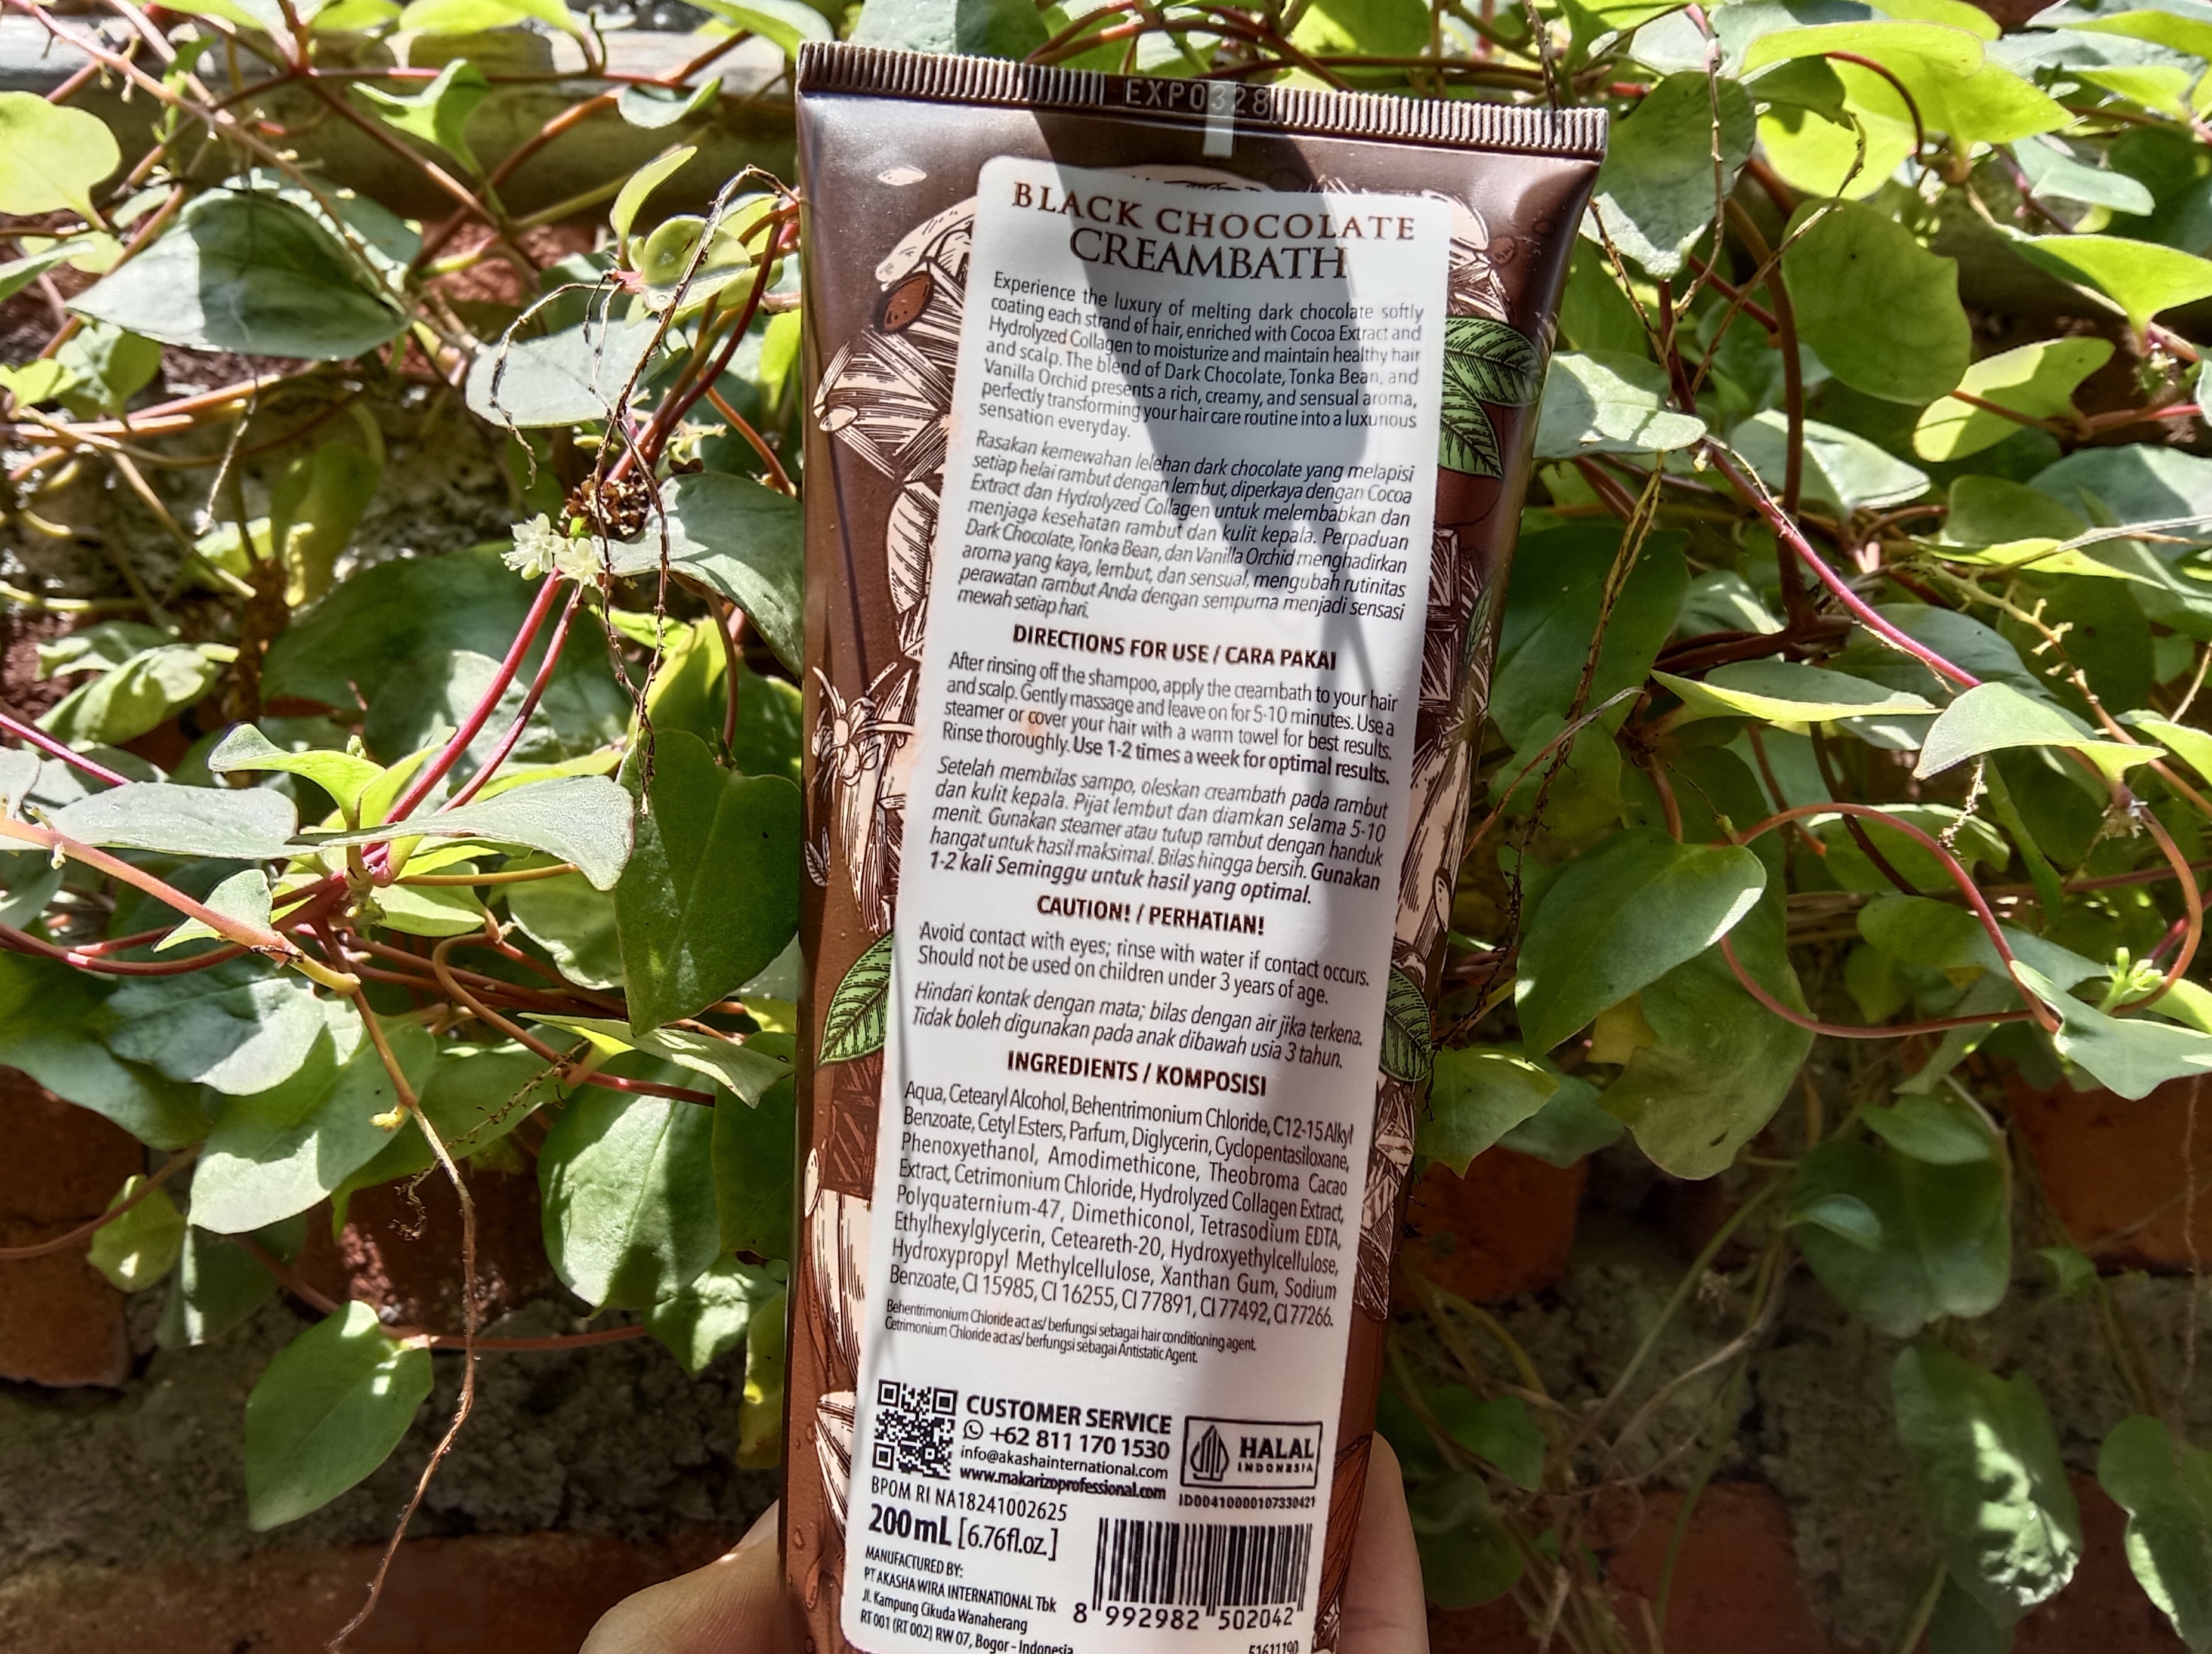 EXP0328
BLACK CHOCOLATE
CREAMBATH
Experience the luxury of melting dark chocolate softly
coating each strand of hair, enriched with Cocoa Extract and
Hydrolyzed Collagen to moisturize and maintain healthy hair
and scalp. The blend of Dark Chocolate, Tonka Bean, and
Vanilla Orchid presents a rich, creamy, and sensual aroma,
perfectly transforming your hair care routine into a luxurious
sensation everyday.
Rasakan kemewahan lelehan dark chocolate yang melapisi
setiap helai rambut dengan lembut, diperkaya dengan Cocoa
Extract dan Hydrolyzed Collagen untuk melembabkan dan
menjaga kesehatan rambut dan kulit kepala. Perpaduan
Dark Chocolate, Tonka Bean, dan Vanilla Orchid menghadirkan
aroma yang kaya, lembut, dan sensual, mengubah rutinitas
perawatan rambut Anda dengan sempurna menjadi sensasi
mewah setiap hari.
DIRECTIONS FOR USE / CARA PAKAI
After rinsing off the shampoo, apply the creambath to your hair
and scalp. Gently massage and leave on for 5-10 minutes. Use a
steamer or cover your hair with a warm towel for best results.
Rinse thoroughly. Use 1-2 times a week for optimal results.
Setelah membilas sampo, oleskan creambath pada rambut
dan kulit kepala. Pijat lembut dan diamkan selama 5-10
menit. Gunakan steamer atau tutup rambut dengan handuk
hangat untuk hasil maksimal. Bilas hingga bersih. Gunakan
1-2 kali Seminggu untuk hasil yang optimal.
CAUTION! / PERHATIAN!
Avoid contact with eyes; rinse with water if contact occurs.
Should not be used on children under 3 years of age.
Hindari kontak dengan mata; bilas dengan air jika terkena.
Tidak boleh digunakan pada anak dibawah usia 3 tahun.
INGREDIENTS / KOMPOSISI
Aqua, Cetearyl Alcohol, Behentrimonium Chloride, C12-15 Alkyl
Benzoate, Cetyl Esters, Parfum, Diglycerin, Cyclopentasiloxane,
Phenoxyethanol, Amodimethicone, Theobroma Cacao
Extract, Cetrimonium Chloride, Hydrolyzed Collagen Extract,
Polyquaternium-47, Dimethiconol, Tetrasodium EDTA,
Ethylhexylglycerin, Ceteareth-20, Hydroxyethylcellulose,
Hydroxypropyl Methylcellulose, Xanthan Gum, Sodium
Benzoate, CI 15985, CI 16255, CI 77891, CI 77492, CI 77266.
Behentrimonium Chloride act as/ berfungsi sebagai hair conditioning agent.
Cetrimonium Chloride act as/ berfungsi sebagai Antistatic Agent.
CUSTOMER SERVICE
+62 811 170 1530
info@akashainternational.com
www.makarizoprofessional.com
HALAL
INDONESIA
ID00410000107330421
BPOM RI NA18241002625
200mL [6.76fl.oz.]
MANUFACTURED BY:
PT AKASHA WIRA INTERNATIONAL Tbk
Jl. Kampung Cikuda Wanaherang
RT 001 (RT 002) RW 07, Bogor - Indonesia
8 992982 502042
51611190